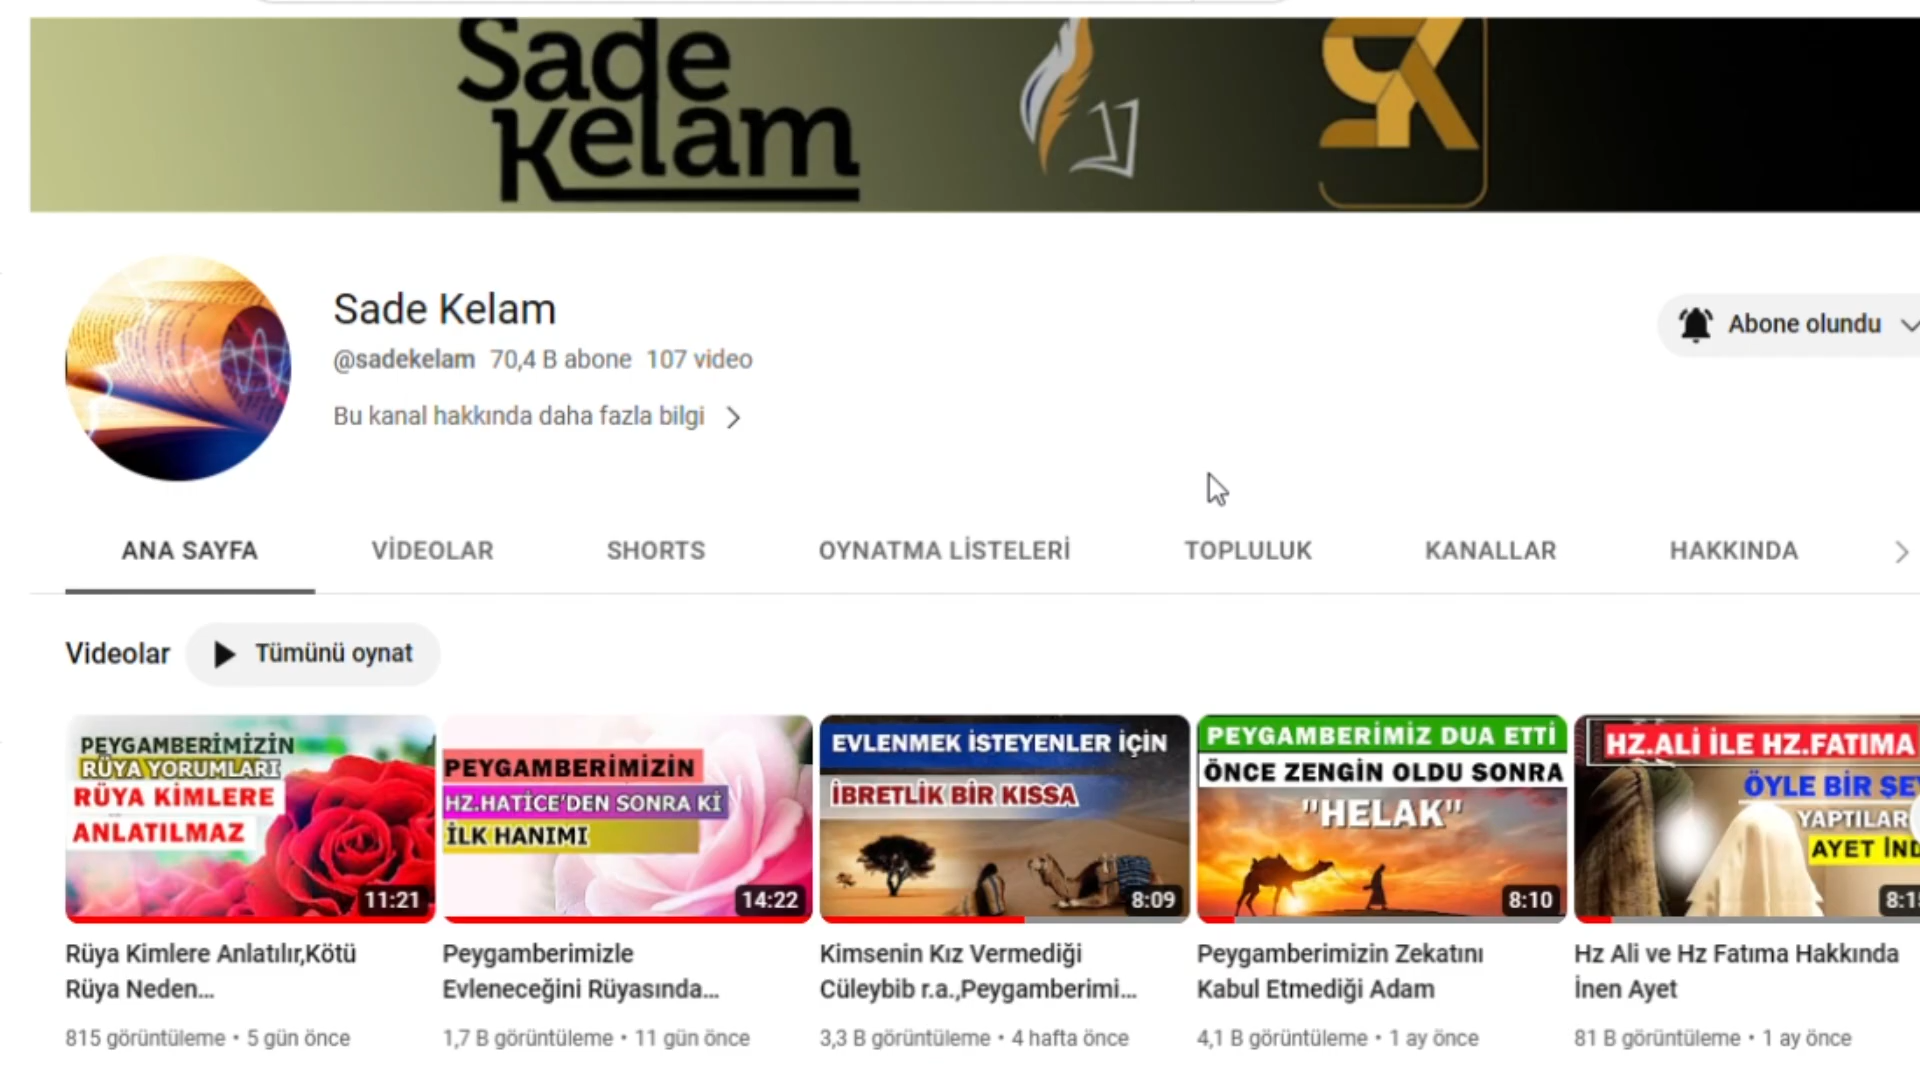 Sade
Kelam
Sade Kelam
@sadekelam 70,4 B abone 107 video
Bu kanal hakkında daha fazla bilgi
Abone olundu
ANA SAYFA VİDEOLAR SHORTS OYNATMA LİSTELERİ TOPLULUK KANALLAR HAKKINDA
Videolar Tümünü oynat
PEYGAMBERİMİZİN
RÜYA YORUMLARI
RÜYA KİMLERE
ANLATILMAZ
11:21
PEYGAMBERİMİZİN
HZ.HATİCE'DEN SONRA Kİ
İLK HANIMI
14:22
EVLENMEK İSTEYENLER İÇİN
İBRETLİK BİR KISSA
8:09
PEYGAMBERİMİZ DUA ETTİ
ÖNCE ZENGİN OLDU SONRA
"HELAK"
8:10
HZ.ALİ İLE HZ.FATIMA
ÖYLE BİR ŞEY
YAPTILAR
AYET İND
Rüya Kimlere Anlatılır,Kötü
Rüya Neden...
815 görüntüleme • 5 gün önce
Peygamberimizle
Evleneceğini Rüyasında...
1,7 B görüntüleme • 11 gün önce
Kimsenin Kız Vermediği
Cüleybib r.a.,Peygamberimi...
3,3 B görüntüleme • 4 hafta önce
Peygamberimizin Zekatını
Kabul Etmediği Adam
4,1 B görüntüleme • 1 ay önce
Hz Ali ve Hz Fatıma Hakkında
İnen Ayet
81 B görüntüleme • 1 ay önce